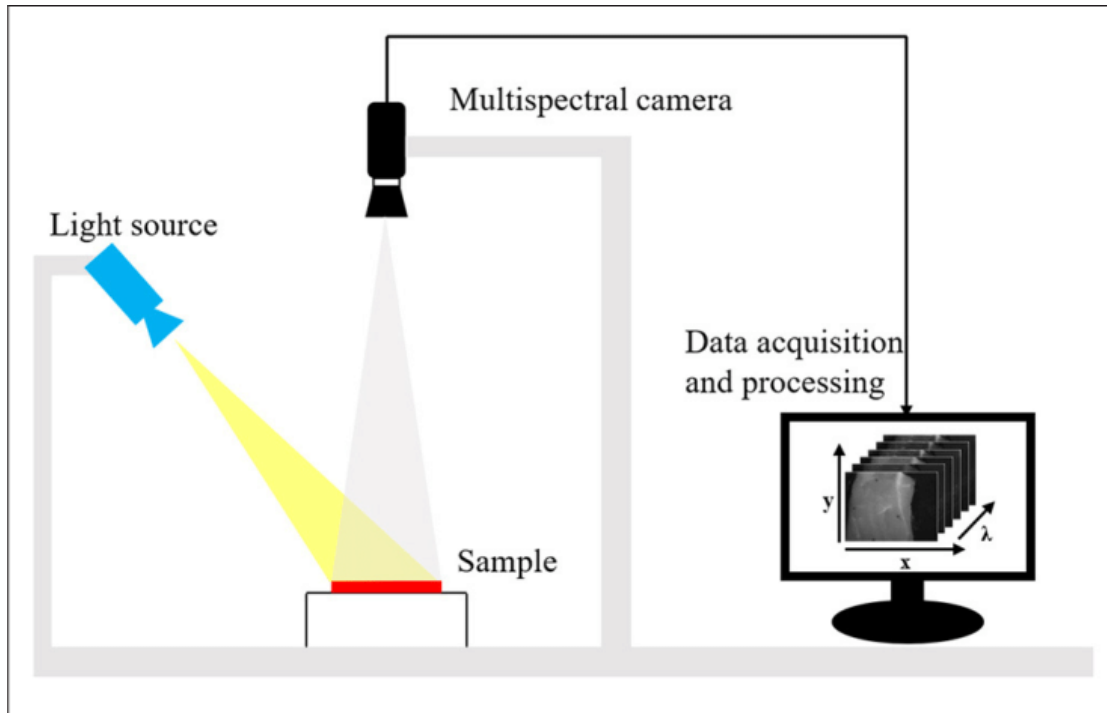 Multispectral camera
Light source
Data acquisition
and processing
y
λ
x
Sample